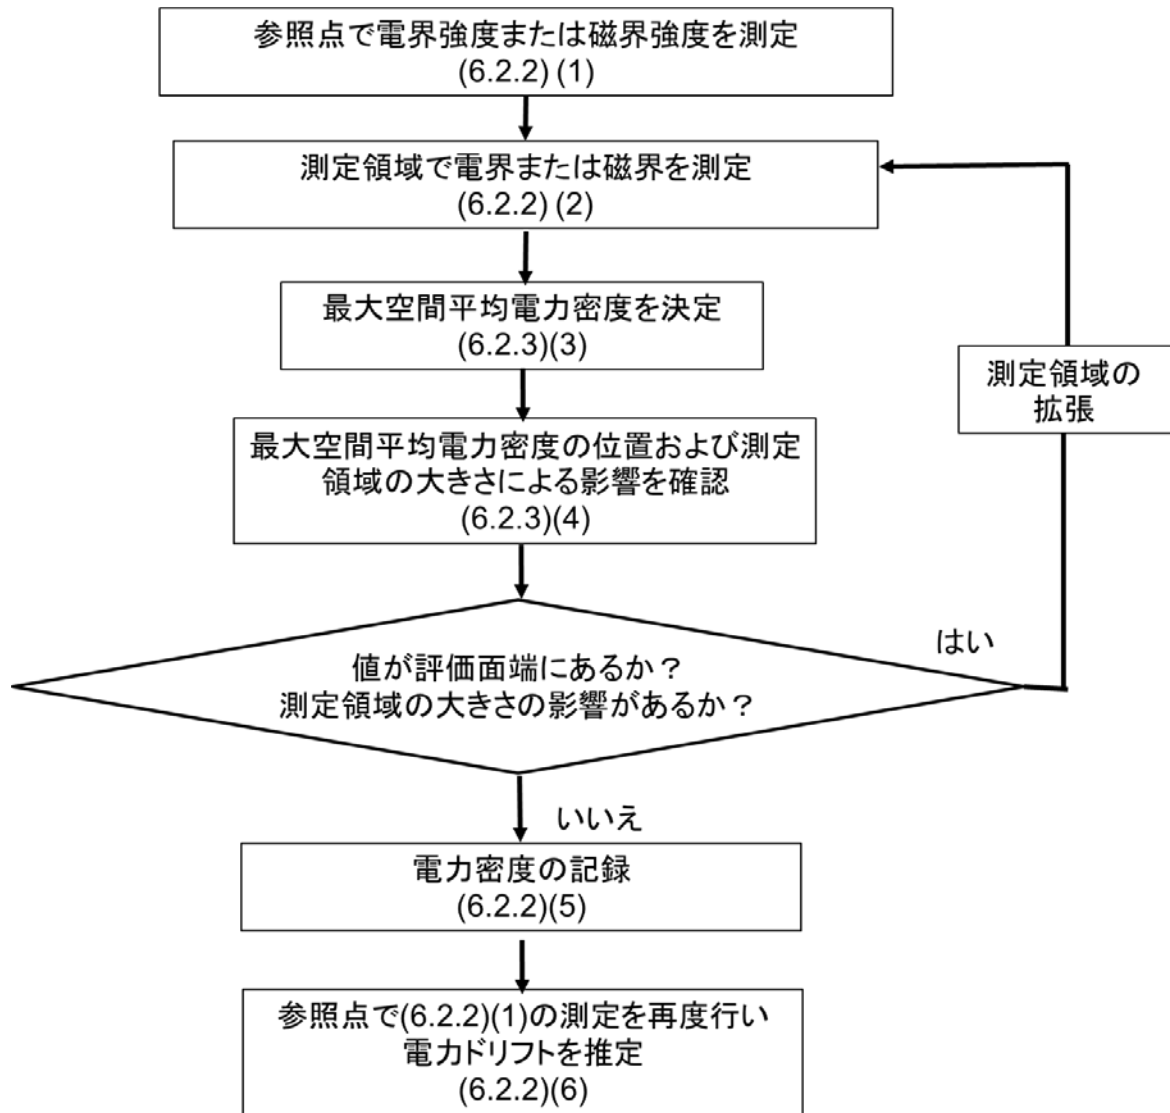 参照点で電界強度または磁界強度を測定
(6.2.2) (1)
測定領域で電界または磁界を測定
(6.2.2) (2)
最大空間平均電力密度を決定
(6.2.3)(3)
測定領域の
拡張
最大空間平均電力密度の位置および測定
領域の大きさによる影響を確認
(6.2.3)(4)
はい
値が評価面端にあるか？
測定領域の大きさの影響があるか？
いいえ
電力密度の記録
(6.2.2)(5)
参照点で(6.2.2)(1)の測定を再度行い
電力ドリフトを推定
(6.2.2)(6)